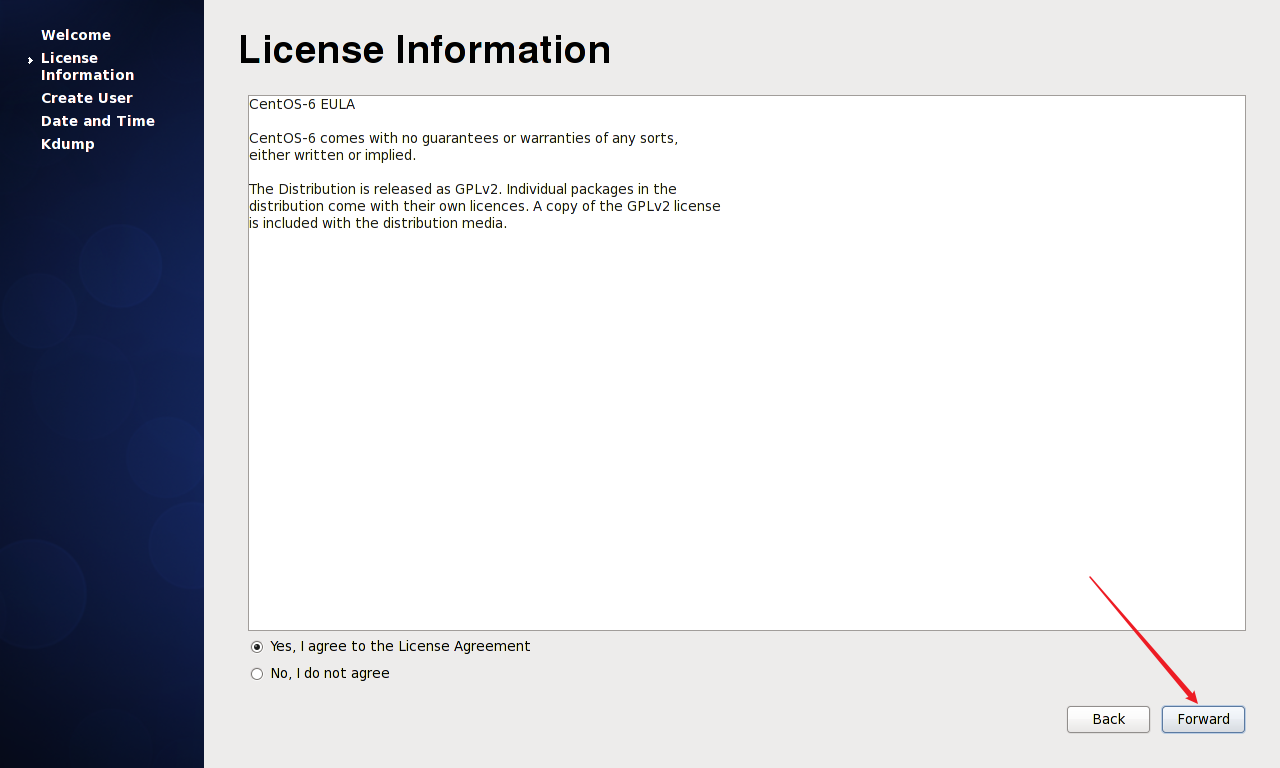 Welcome
License
Information
Create User
Date and Time
Kdump
License Information
CentOS-6 EULA
CentOS-6 comes with no guarantees or warranties of any sorts,
either written or implied.
The Distribution is released as GPLv2. Individual packages in the
distribution come with their own licences. A copy of the GPLv2 license
is included with the distribution media.
Yes, I agree to the License Agreement
No, I do not agree
Back
Forward